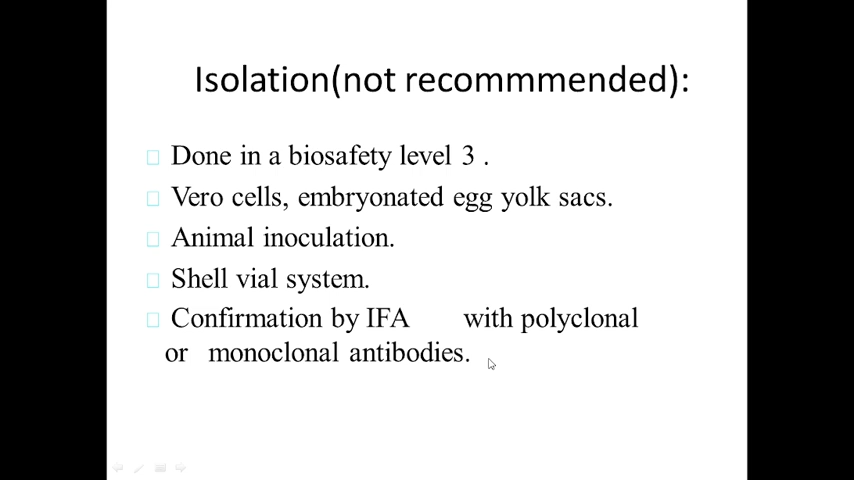 Isolation(not recommmended):
Done in a biosafety level 3 .
Vero cells, embryonated egg yolk sacs.
Animal inoculation.
Shell vial system.
Confirmation by IFA with polyclonal
or monoclonal antibodies.